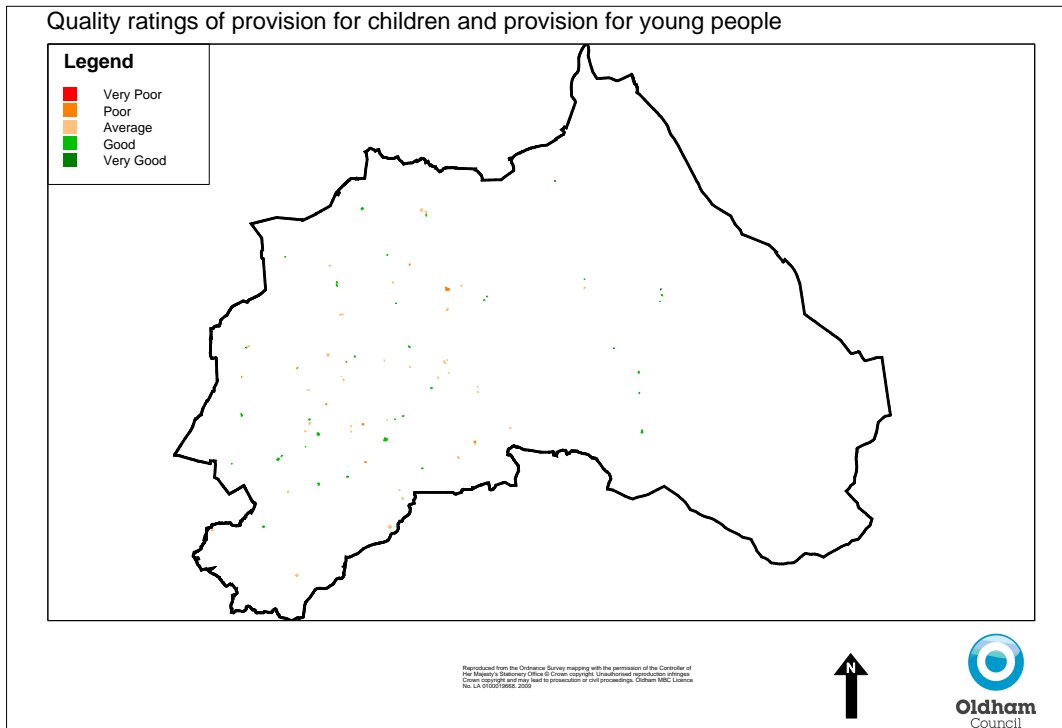 Quality ratings of provision for children and provision for young people
Legend
Very Poor
Poor
Average
Good
Very Good
Reproduced from the Ordnance Survey mapping with the permission of the Controller of
Her Majesty's Stationery Office © Crown copyright. Unauthorised reproduction infringes
Crown copyright and may lead to prosecution or civil proceedings. Oldham MBC Licence
No. LA 0100019668. 2009
N
Oldham
Council